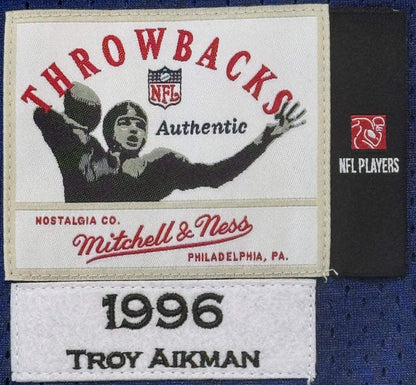 THROWBACKS
NFL
Authentic
NFL PLAYERS
NOSTALGIA CO.
Mitchell & Ness
PHILADELPHIA, PA.
1996
TROY AIKMAN